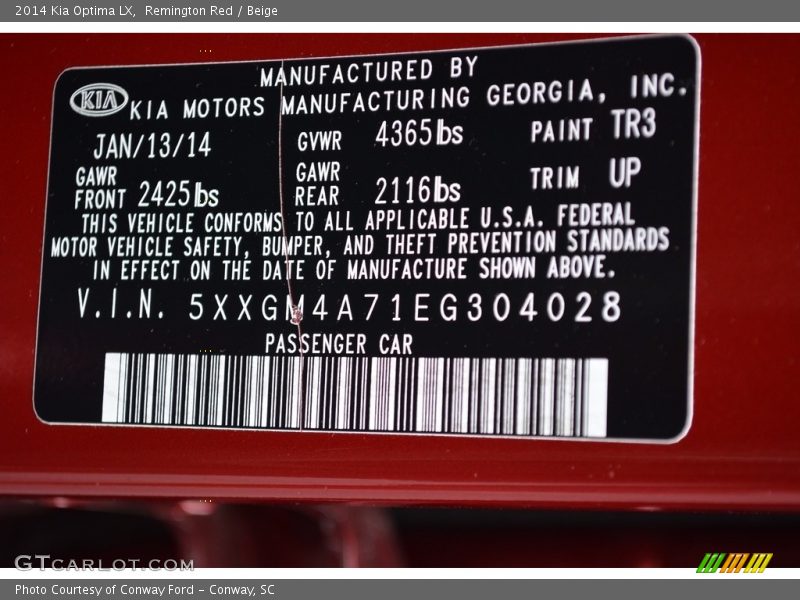 2014 Kia Optima LX, Remington Red / Beige
MANUFACTURED BY
KIA KIA MOTORS MANUFACTURING GEORGIA, INC.
JAN/13/14 GVWR 4365lbs PAINT TR3
GAWR FRONT 2425lbs GAWR REAR 2116lbs TRIM UP
THIS VEHICLE CONFORMS TO ALL APPLICABLE U.S.A. FEDERAL
MOTOR VEHICLE SAFETY, BUMPER, AND THEFT PREVENTION STANDARDS
IN EFFECT ON THE DATE OF MANUFACTURE SHOWN ABOVE.
V.I.N. 5XXGM4A71EG304028
PASSENGER CAR
GTCARLOT.COM
Photo Courtesy of Conway Ford - Conway, SC